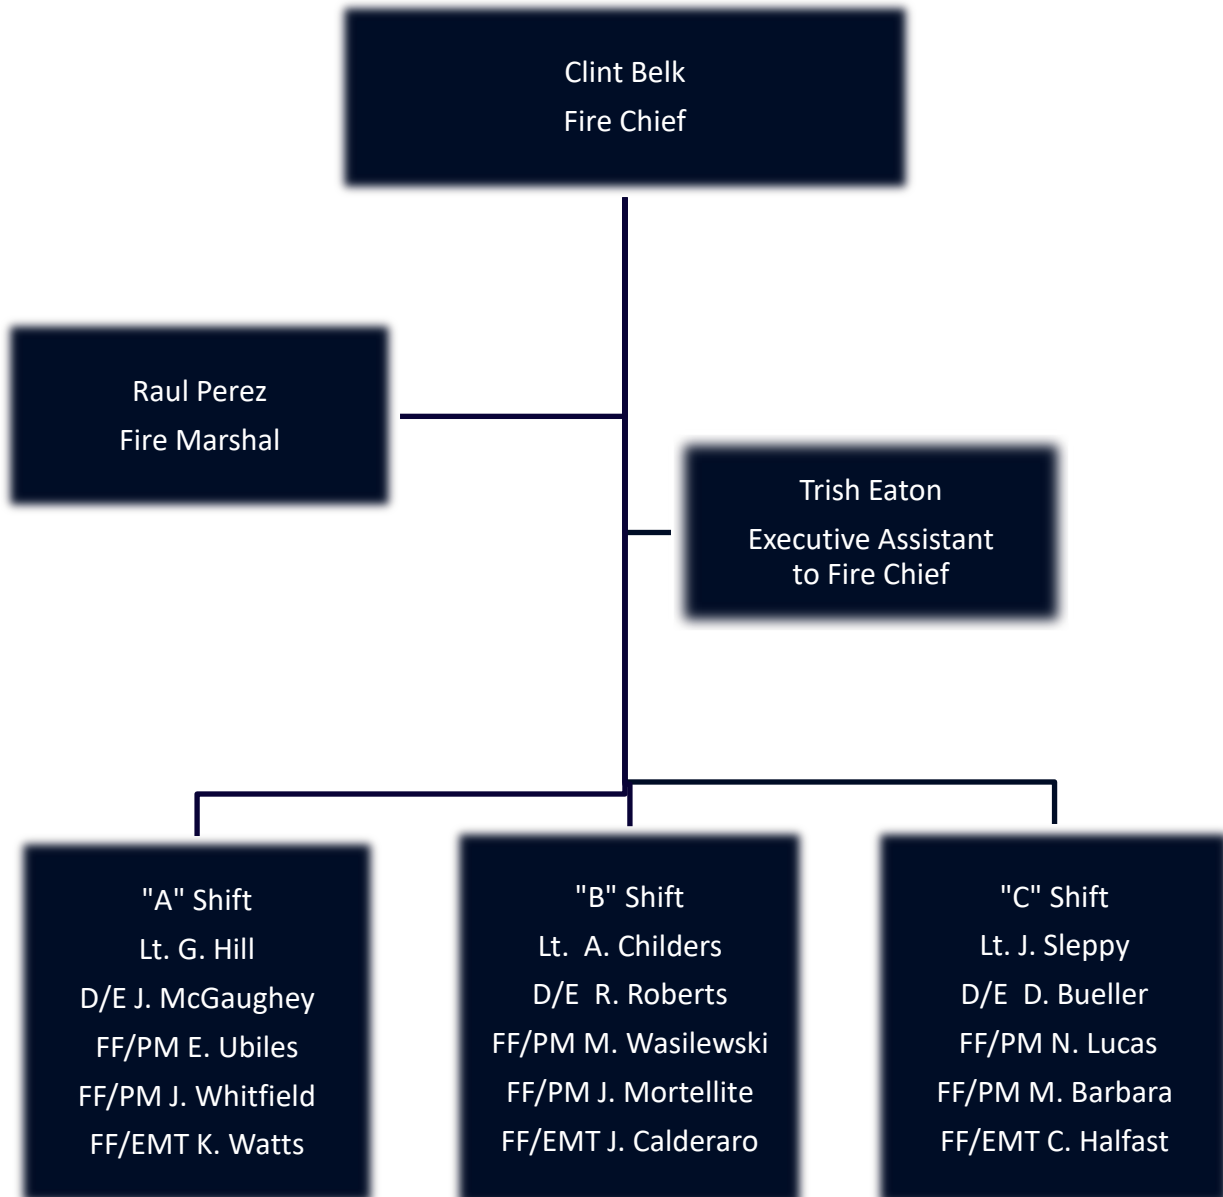 Clint Belk
Fire Chief
Raul Perez
Fire Marshal
Trish Eaton
Executive Assistant
to Fire Chief
"A" Shift
Lt. G. Hill
D/E J. McGaughey
FF/PM E. Ubiles
FF/PM J. Whitfield
FF/EMT K. Watts
"B" Shift
Lt.  A. Childers
D/E  R. Roberts
FF/PM M. Wasilewski
FF/PM J. Mortellite
FF/EMT J. Calderaro
"C" Shift
Lt. J. Sleppy
D/E  D. Bueller
FF/PM N. Lucas
FF/PM M. Barbara
FF/EMT C. Halfast